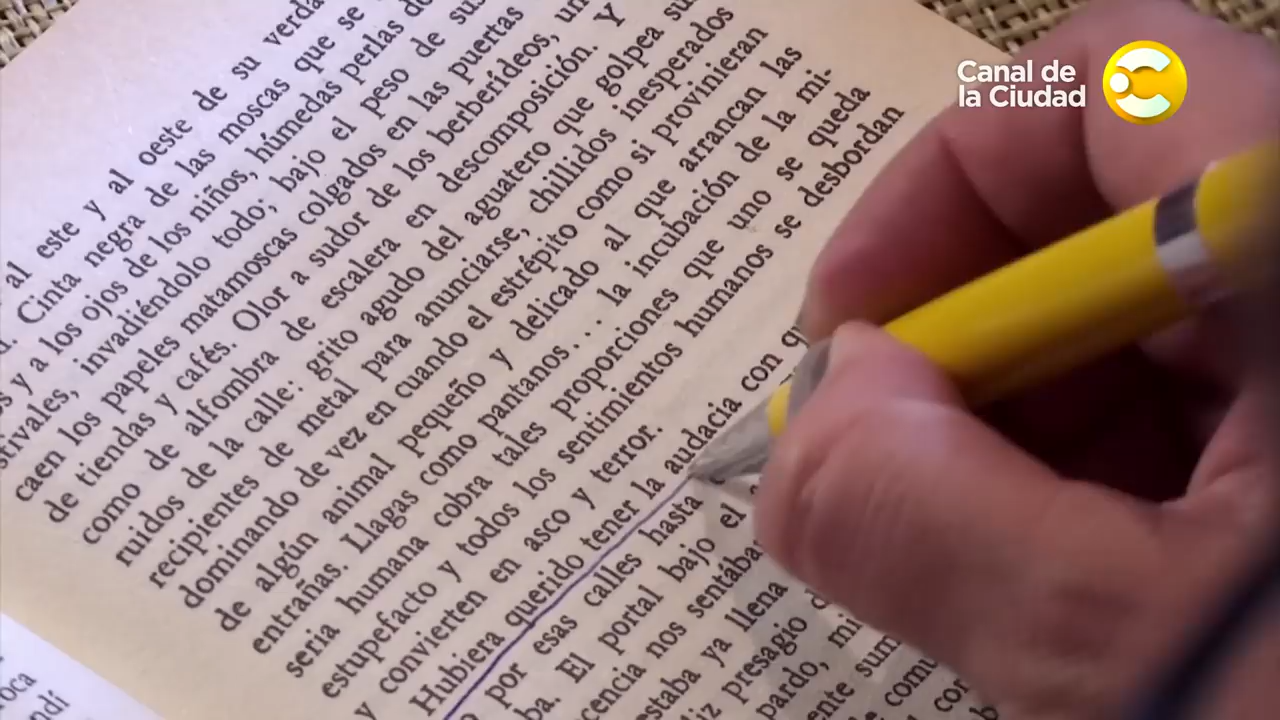 Canal de
la Ciudad
al este y al oeste de su verda
Cinta negra de las moscas que se
y a los ojos de los niños, húmedas perlas de
invadiéndolo todo; bajo el peso de sus
caen los papeles matamoscas colgados en las puertas
de tiendas y cafés. Olor a sudor de los berberídeos, un
como de alfombra de escalera en descomposición. Y
ruidos de la calle: grito agudo del aguatero que golpea su
recipientes de metal para anunciarse, chillidos inesperados
dominando de vez en cuando el estrépito como si provinieran
de algún animal pequeño y delicado al que arrancan las
entrañas. Llagas como pantanos.... la incubación de la mi-
seria humana cobra tales proporciones que uno se queda
estupefacto y todos los sentimientos humanos se desbordan
y convierten en asco y terror.
Hubiera querido tener la audacia con
por esas calles hasta
ba. El portal bajo el
cencia nos sentába
estaba ya llena
liz presagio
pardo, mi
ente sum